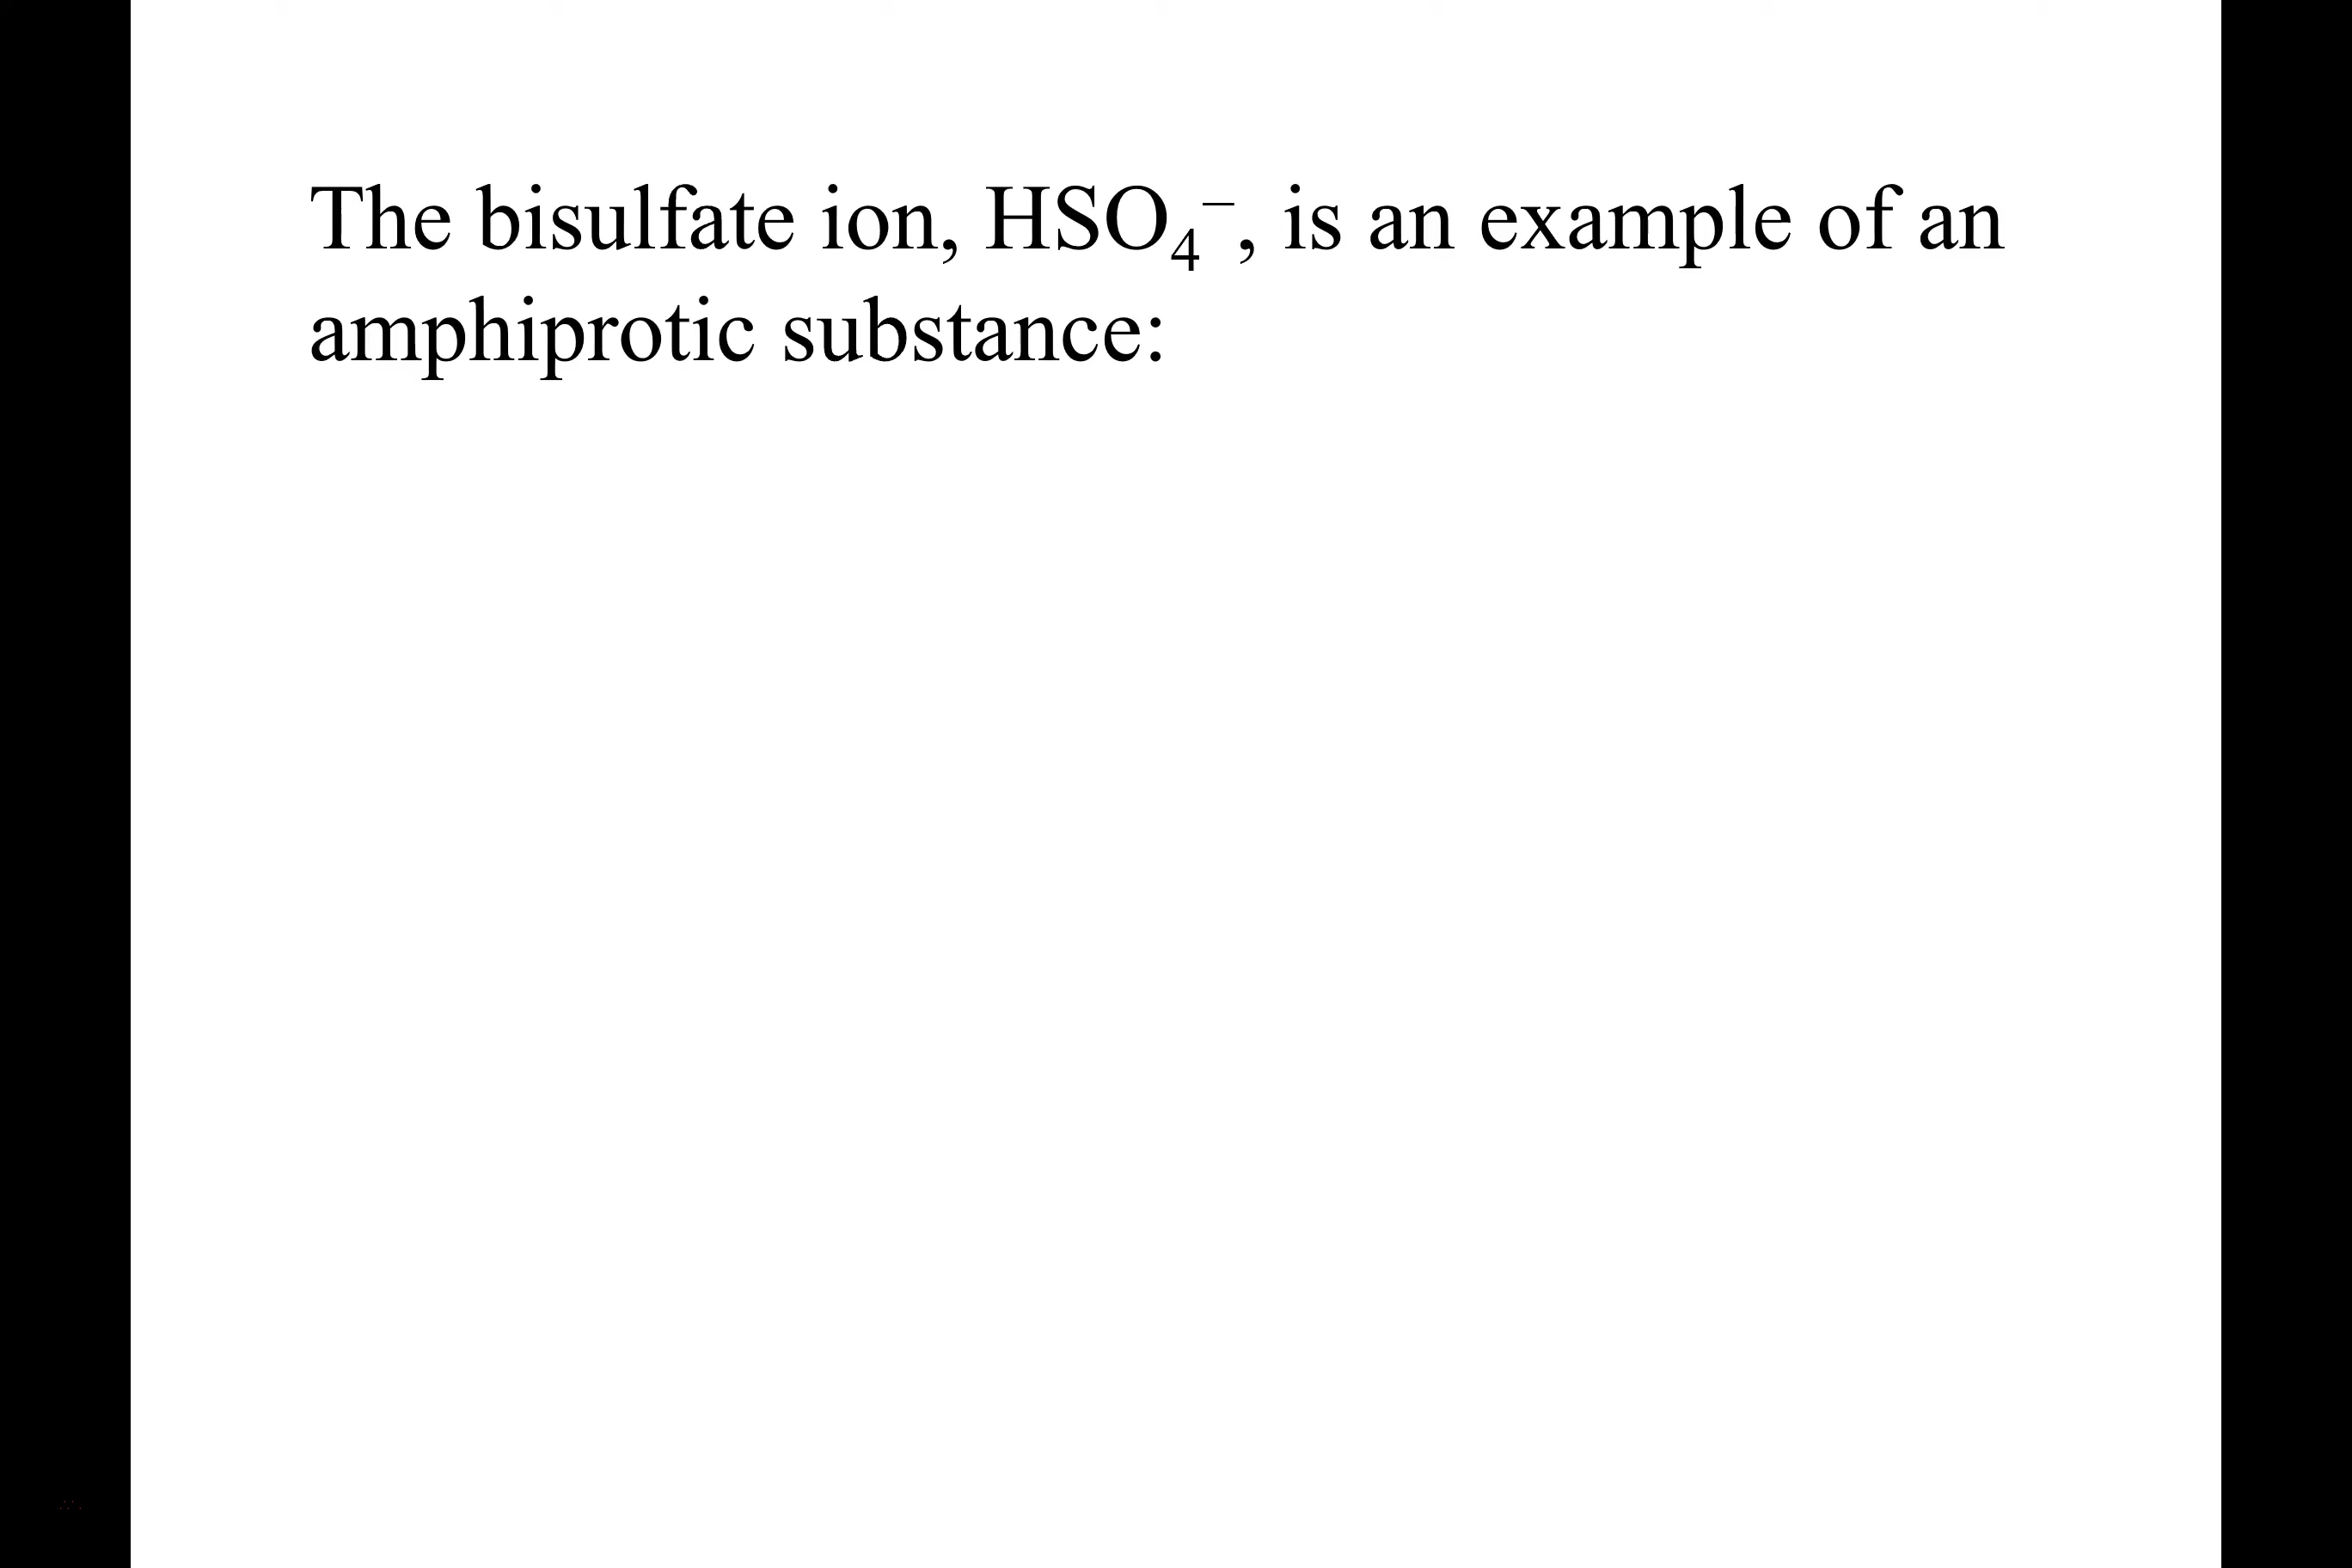 The bisulfate ion, HSO₄⁻, is an example of an
amphiprotic substance: